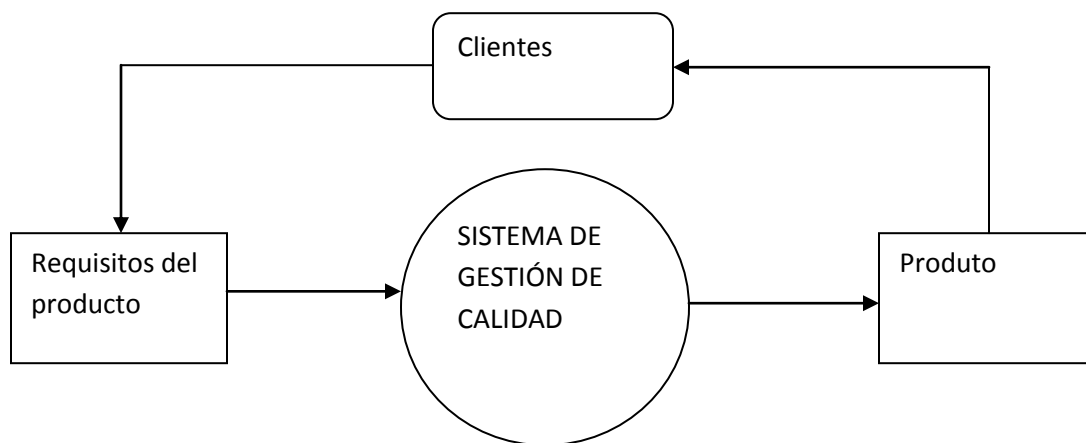 Clientes
Requisitos del
producto
SISTEMA DE
GESTIÓN DE
CALIDAD
Produto